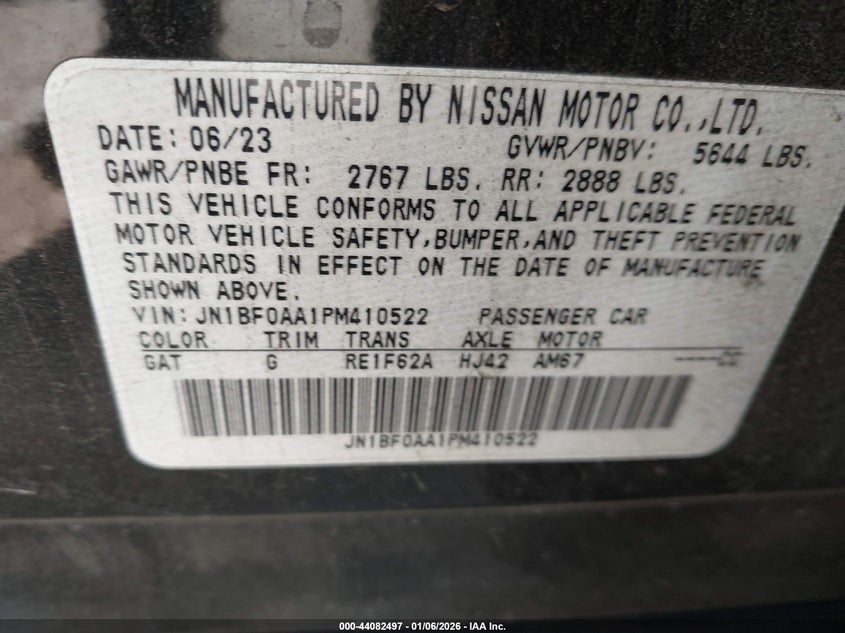 MANUFACTURED BY NISSAN MOTOR CO.,LTD.
DATE: 06/23 GVWR/PNBV: 5644 LBS.
GAWR/PNBE FR: 2767 LBS. RR: 2888 LBS.
THIS VEHICLE CONFORMS TO ALL APPLICABLE FEDERAL
MOTOR VEHICLE SAFETY,BUMPER,AND THEFT PREVENTION
STANDARDS IN EFFECT ON THE DATE OF MANUFACTURE
SHOWN ABOVE.
VIN: JN1BF0AA1PM410522 PASSENGER CAR
COLOR TRIM TRANS AXLE MOTOR
GAT G RE1F62A HJ42 AM67 ----CC
JN1BF0AA1PM410522
000-44082497 - 01/06/2026 - IAA Inc.